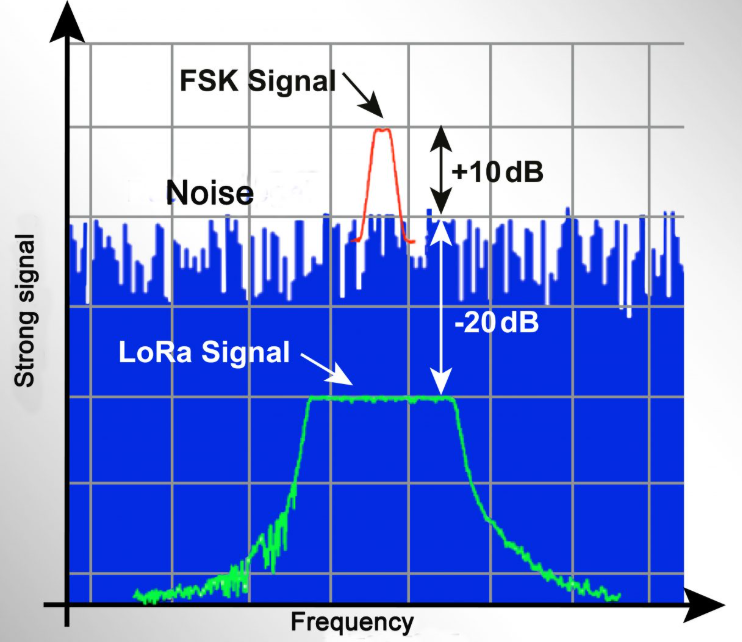 FSK Signal
+10 dB
Noise
Strong signal
-20 dB
LoRa Signal
Frequency